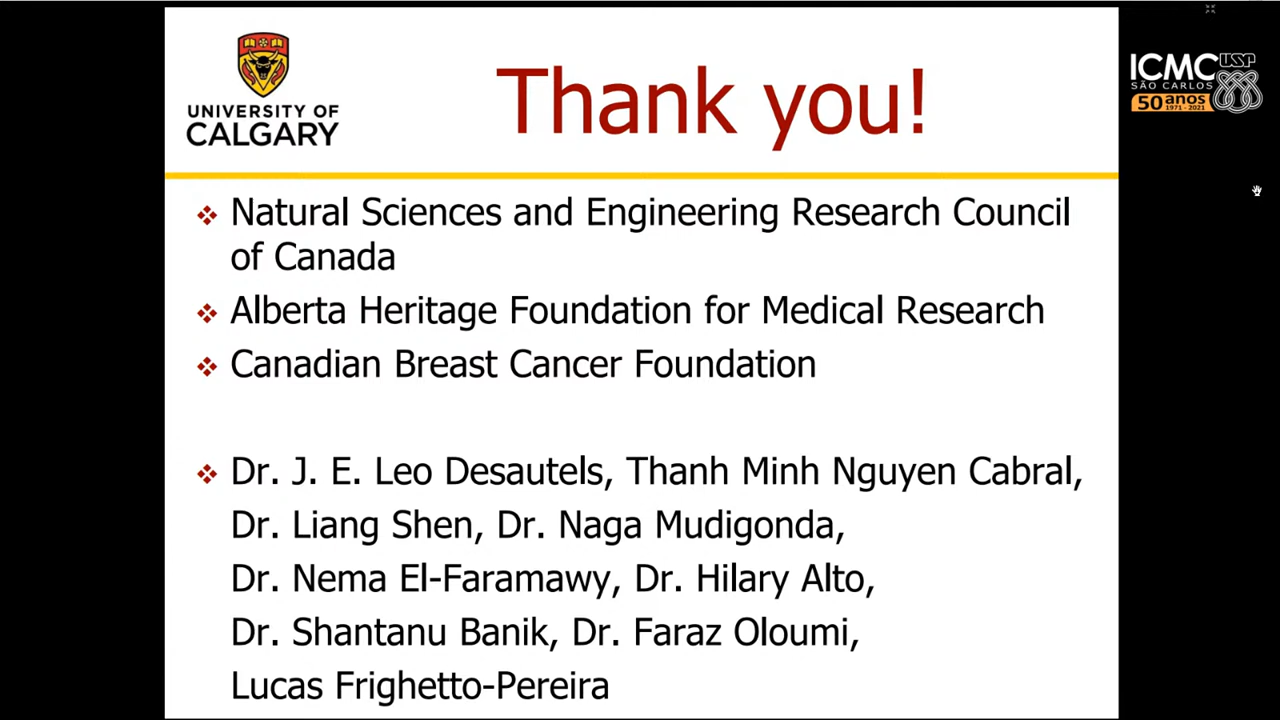 UNIVERSITY OF
CALGARY
Thank you!
ICMC USP
SÃO CARLOS
50 anos
1971 - 2021
Natural Sciences and Engineering Research Council
of Canada
Alberta Heritage Foundation for Medical Research
Canadian Breast Cancer Foundation
Dr. J. E. Leo Desautels, Thanh Minh Nguyen Cabral,
Dr. Liang Shen, Dr. Naga Mudigonda,
Dr. Nema El-Faramawy, Dr. Hilary Alto,
Dr. Shantanu Banik, Dr. Faraz Oloumi,
Lucas Frighetto-Pereira